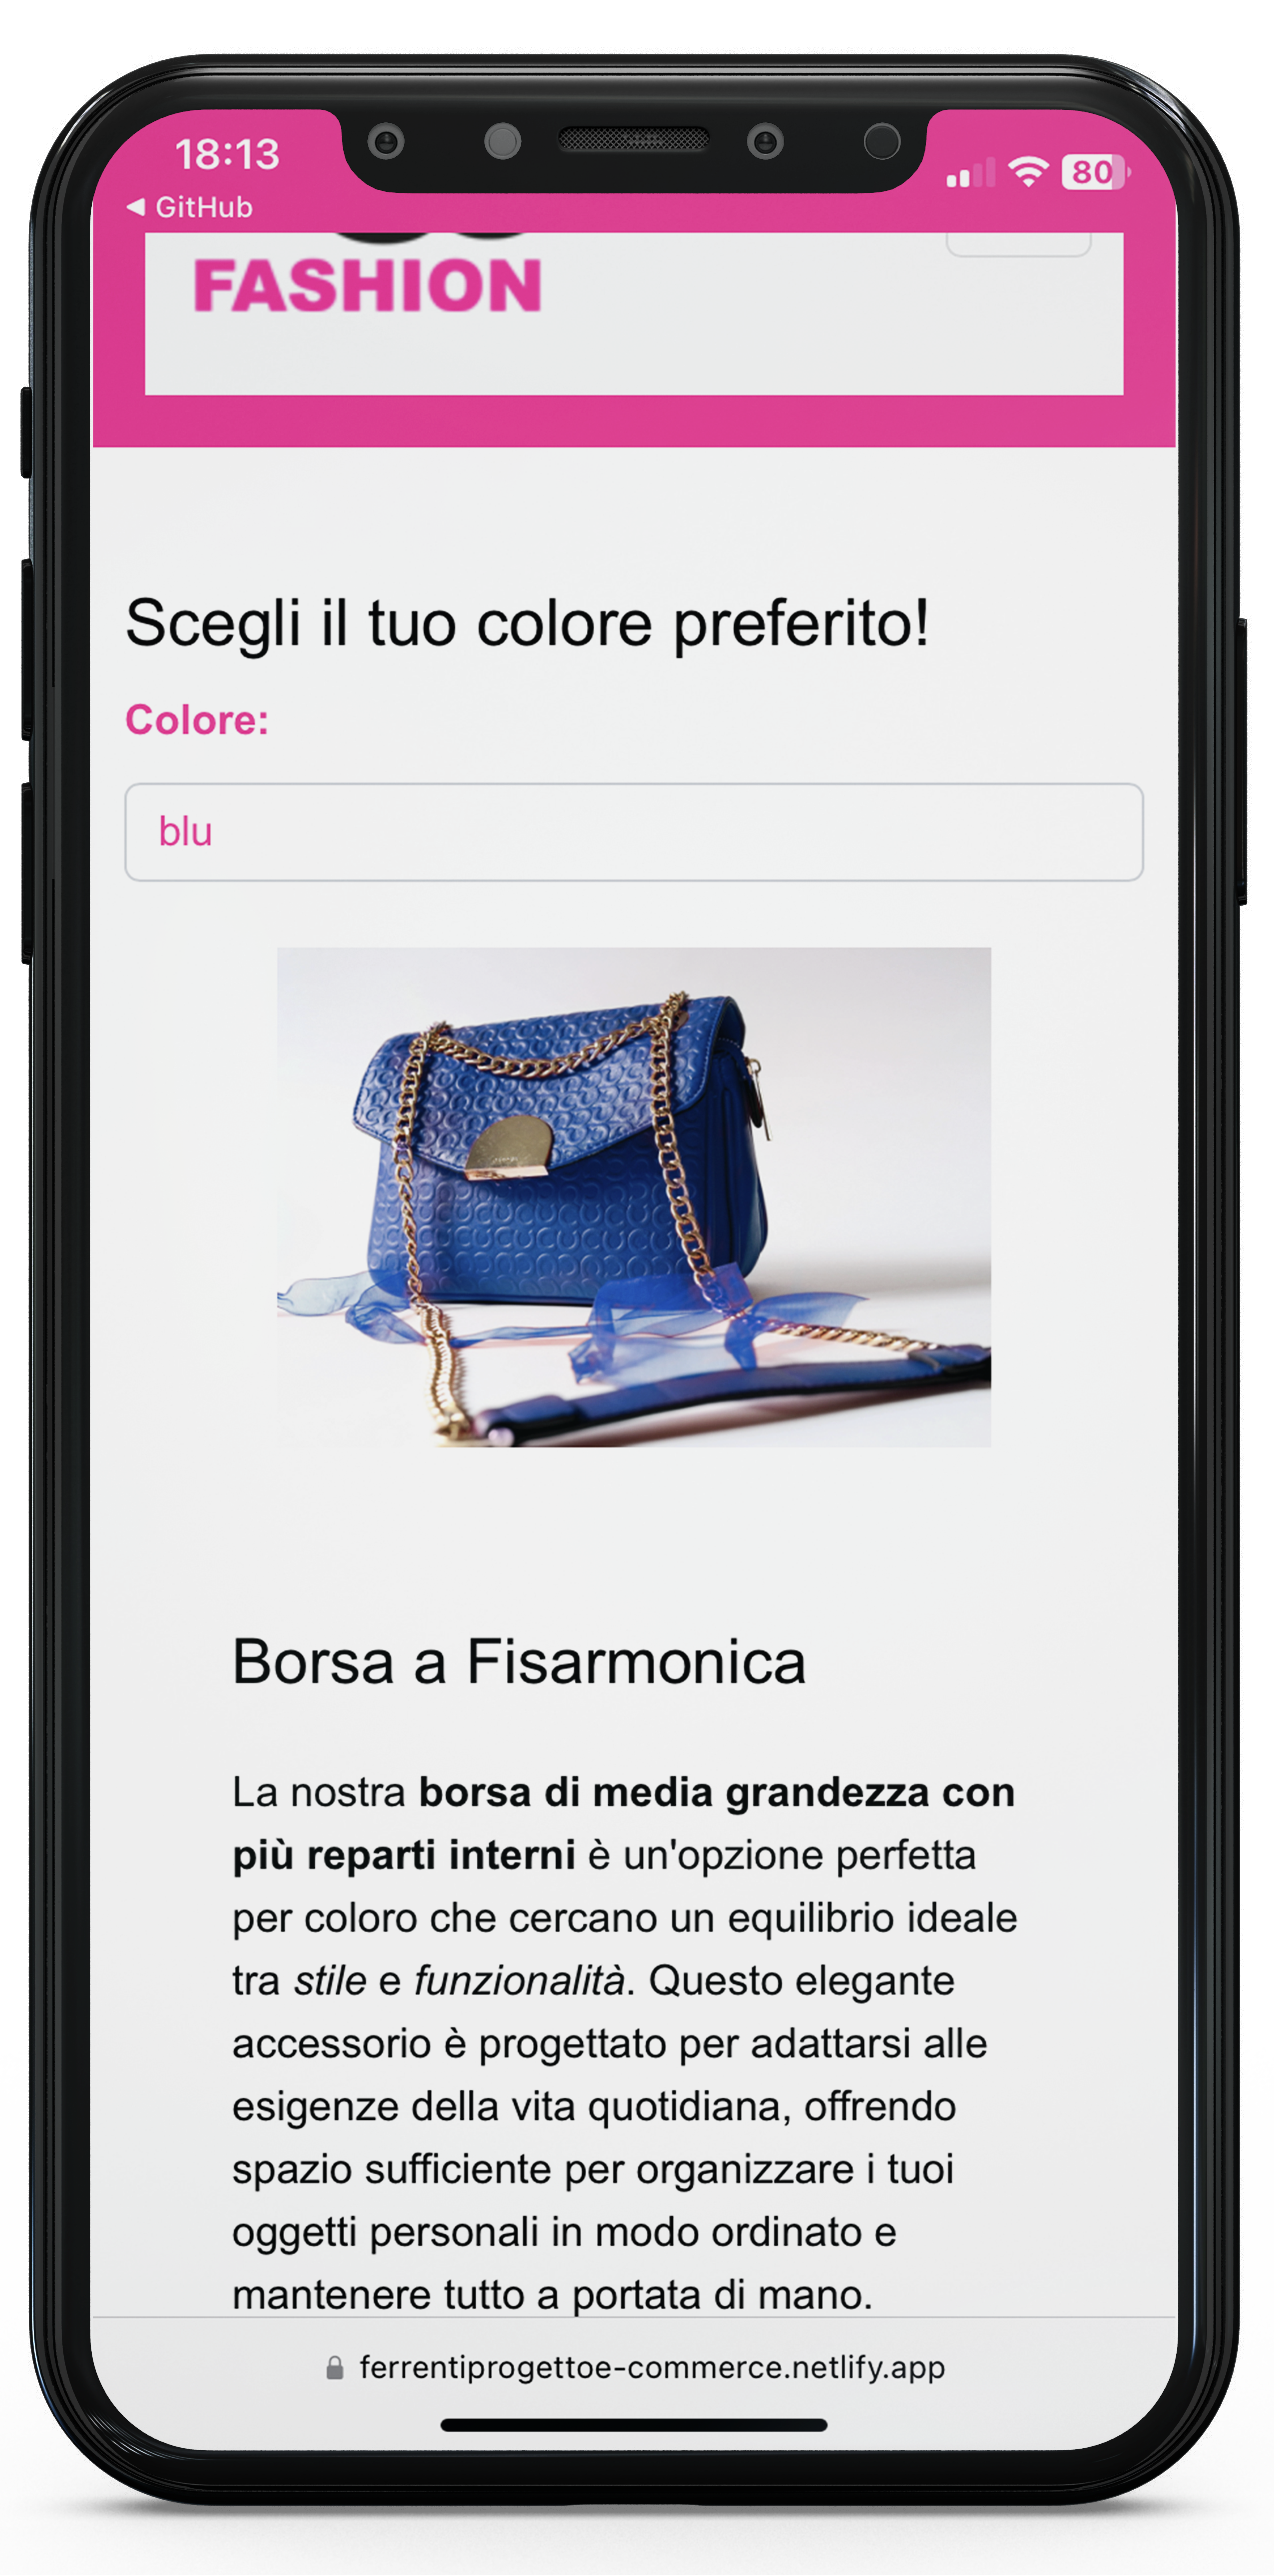 18:13
80
◀ GitHub
FASHION
Scegli il tuo colore preferito!
Colore:
blu
Borsa a Fisarmonica
La nostra borsa di media grandezza con
più reparti interni è un'opzione perfetta
per coloro che cercano un equilibrio ideale
tra stile e funzionalità. Questo elegante
accessorio è progettato per adattarsi alle
esigenze della vita quotidiana, offrendo
spazio sufficiente per organizzare i tuoi
oggetti personali in modo ordinato e
mantenere tutto a portata di mano.
ferrentiprogettoe-commerce.netlify.app